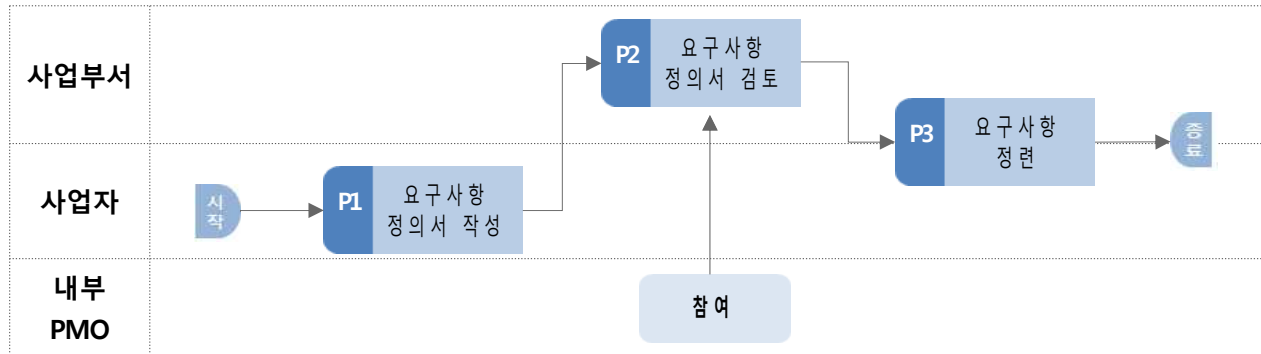 사업부서
P2
요구사항
정의서 검토
P3
요구사항
정련
종료
사업자
시작
P1
요구사항
정의서 작성
내부
PMO
참여